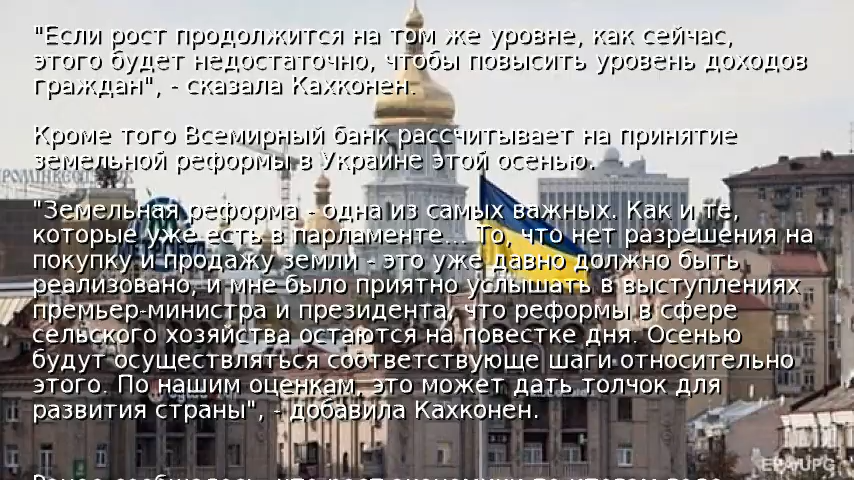 "Если рост продолжится на том же уровне, как сейчас,
этого будет недостаточно, чтобы повысить уровень доходов
граждан", - сказала Кахконен.
Кроме того Всемирный банк рассчитывает на принятие
земельной реформы в Украине этой осенью.
"Земельная реформа - одна из самых важных. Как и те,
которые уже есть в парламенте... То, что нет разрешения на
покупку и продажу земли - это уже давно должно быть
реализовано, и мне было приятно услышать в выступлениях
премьер-министра и президента, что реформы в сфере
сельского хозяйства остаются на повестке дня. Осенью
будут осуществляться соответствующе шаги относительно
этого. По нашим оценкам, это может дать толчок для
развития страны", - добавила Кахконен.
EPA/UPG